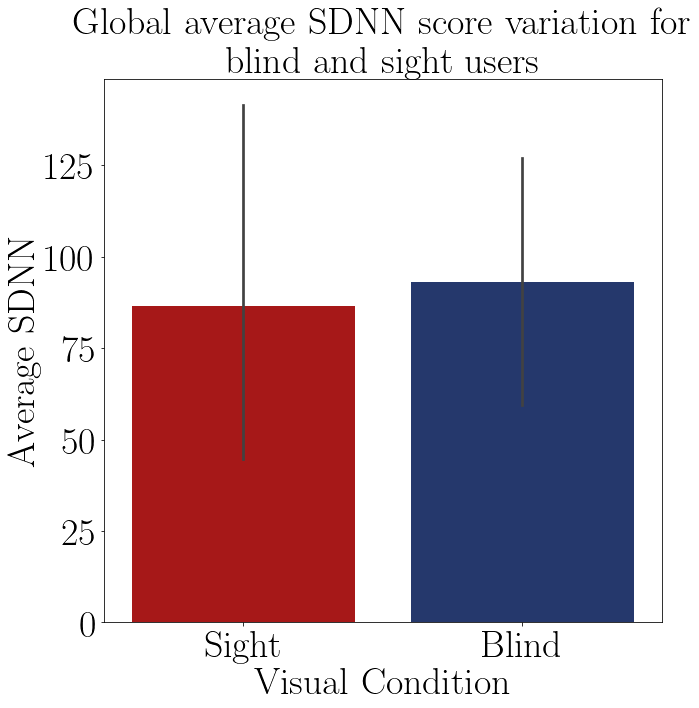 Global average SDNN score variation for
blind and sight users
Average SDNN
125
100
75
50
25
0
Sight
Blind
Visual Condition